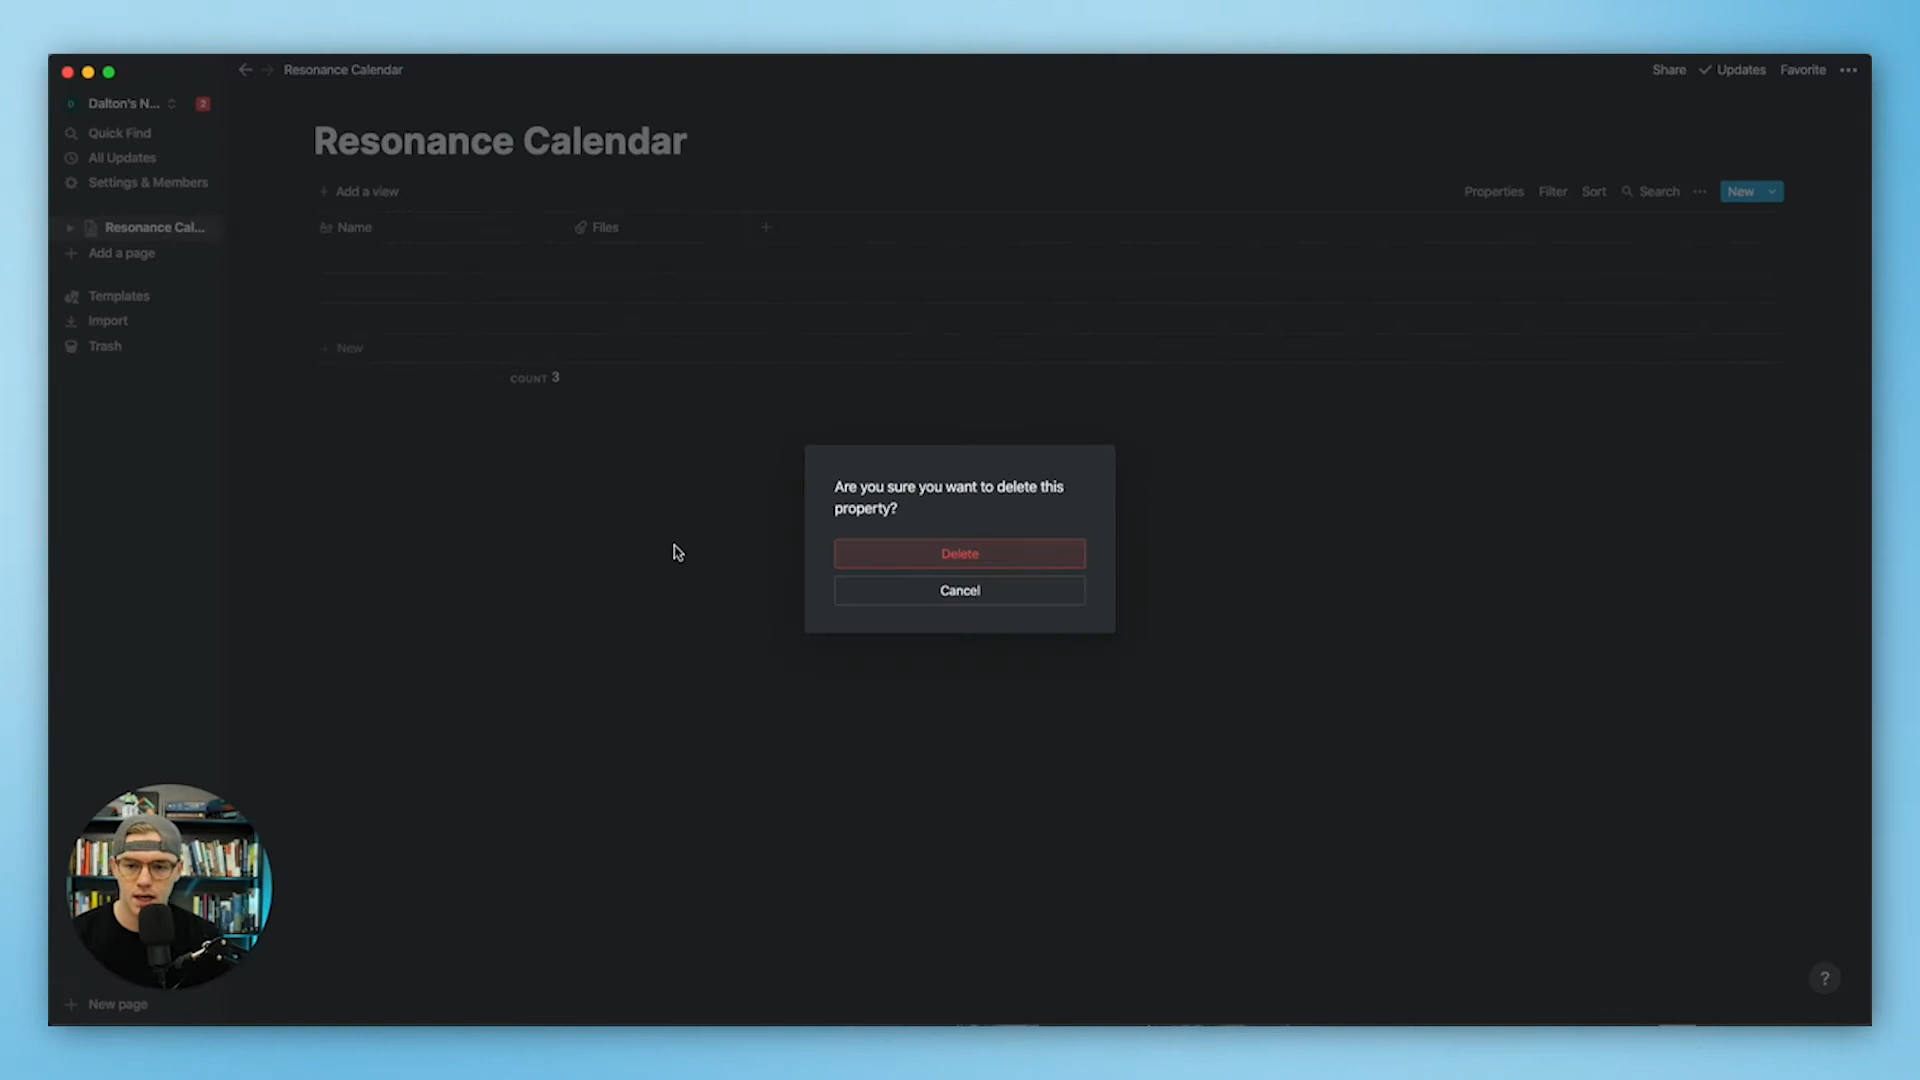 Resonance Calendar
Share
Updates
Favorite
Dalton's N...
2
Quick Find
All Updates
Settings & Members
Resonance Cal...
Add a page
Templates
Import
Trash
Resonance Calendar
Add a view
Properties
Filter
Sort
Search
New
Aa Name
Files
New
COUNT 3
Are you sure you want to delete this
property?
Delete
Cancel
New page
?